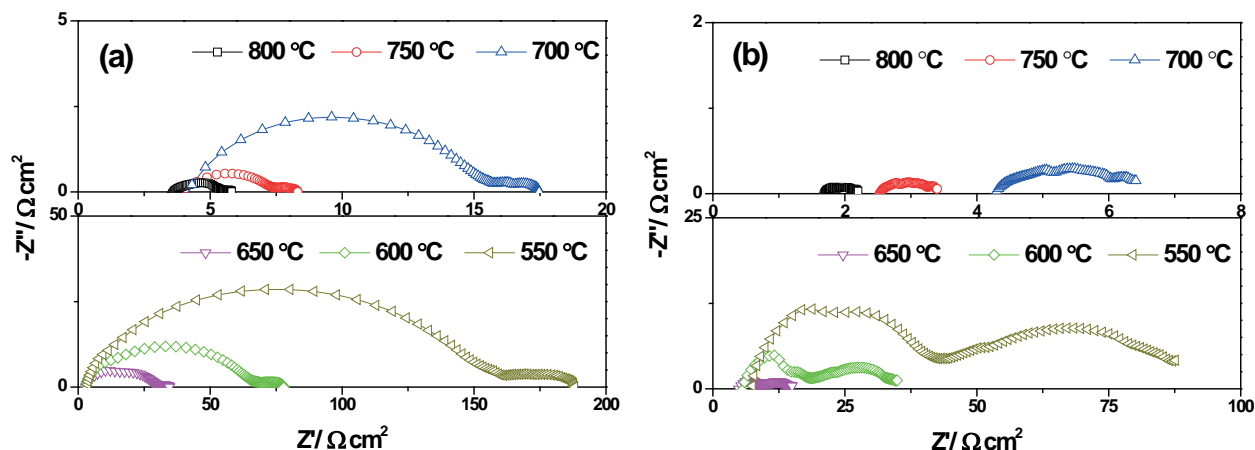 (a)
800 °C 750 °C 700 °C
5
0
0 5 10 15 20
-Z''/ Ω cm2
50
650 °C 600 °C 550 °C
25
0
0 50 100 150 200
Z'/ Ω cm2
(b)
800 °C 750 °C 700 °C
2
0
0 2 4 6 8
-Z''/ Ω cm2
25
650 °C 600 °C 550 °C
0
0 25 50 75 100
Z'/ Ω cm2